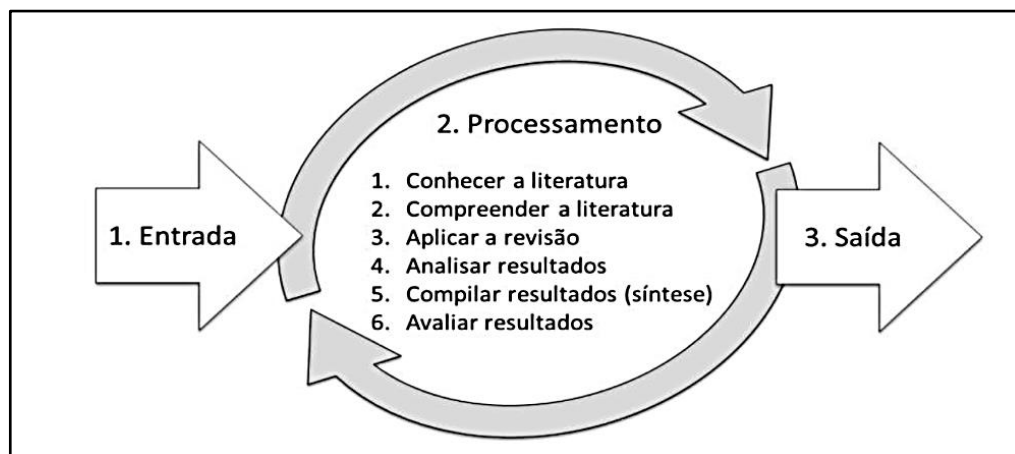 2. Processamento
1. Conhecer a literatura
2. Compreender a literatura
3. Aplicar a revisão
4. Analisar resultados
5. Compilar resultados (síntese)
6. Avaliar resultados
1. Entrada
3. Saída